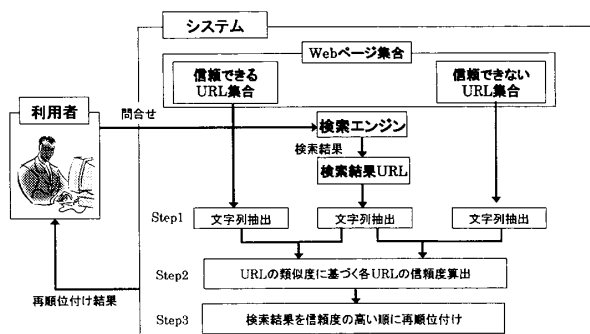 システム
Webページ集合
信頼できる
URL集合
信頼できない
URL集合
利用者
問合せ
検索エンジン
検索結果
検索結果URL
Step1
文字列抽出
文字列抽出
文字列抽出
Step2
URLの類似度に基づく各URLの信頼度算出
再順位付け結果
Step3
検索結果を信頼度の高い順に再順位付け